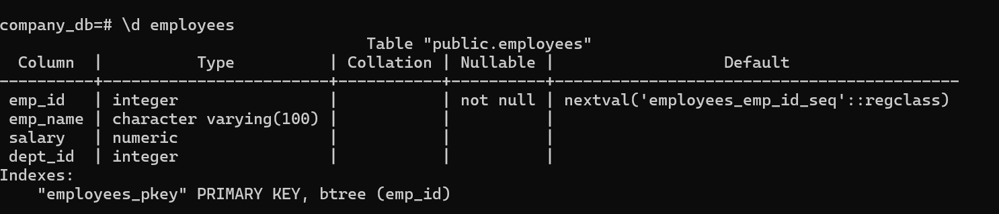 company_db=# \d employees
                                       Table "public.employees"
  Column  |          Type          | Collation | Nullable |                  Default
----------+------------------------+-----------+----------+-------------------------------------------
 emp_id   | integer                |           | not null | nextval('employees_emp_id_seq'::regclass)
 emp_name | character varying(100) |           |          |
 salary   | numeric                |           |          |
 dept_id  | integer                |           |          |
Indexes:
    "employees_pkey" PRIMARY KEY, btree (emp_id)